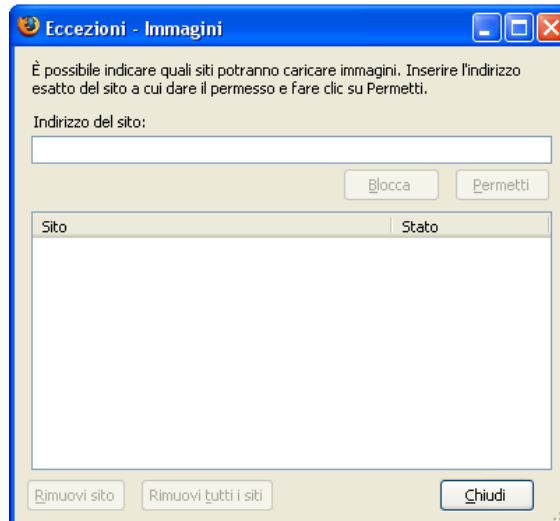 Eccezioni - Immagini
È possibile indicare quali siti potranno caricare immagini. Inserire l'indirizzo
esatto del sito a cui dare il permesso e fare clic su Permetti.
Indirizzo del sito:
Blocca Permetti
Sito Stato
Rimuovi sito Rimuovi tutti i siti Chiudi